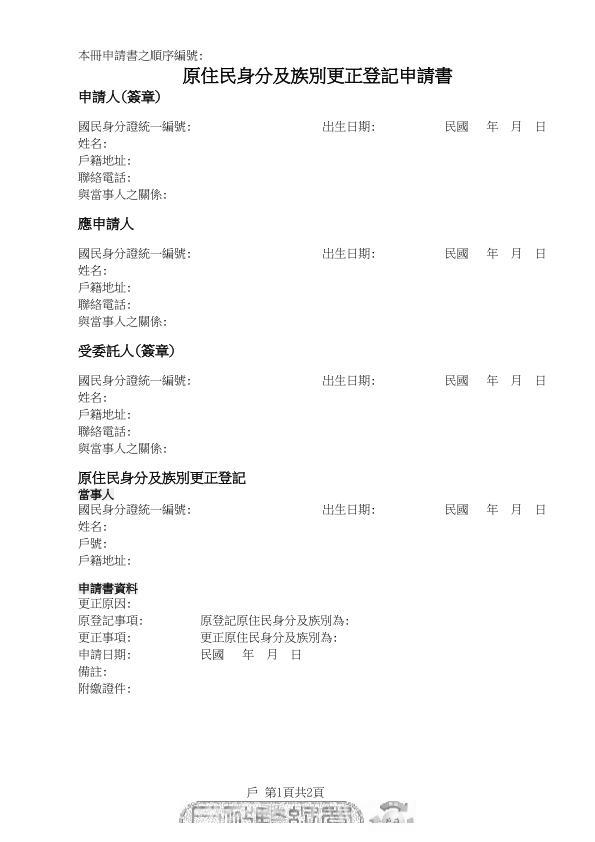 本冊申請書之順序編號:
原住民身分及族別更正登記申請書
申請人(簽章)
國民身分證統一編號: 出生日期: 民國 年 月 日
姓名:
戶籍地址:
聯絡電話:
與當事人之關係:
應申請人
國民身分證統一編號: 出生日期: 民國 年 月 日
姓名:
戶籍地址:
聯絡電話:
與當事人之關係:
受委託人(簽章)
國民身分證統一編號: 出生日期: 民國 年 月 日
姓名:
戶籍地址:
聯絡電話:
與當事人之關係:
原住民身分及族別更正登記
當事人
國民身分證統一編號: 出生日期: 民國 年 月 日
姓名:
戶號:
戶籍地址:
申請書資料
更正原因:
原登記事項: 原登記原住民身分及族別為:
更正事項: 更正原住民身分及族別為:
申請日期: 民國 年 月 日
備註:
附繳證件:
戶 第1頁共2頁